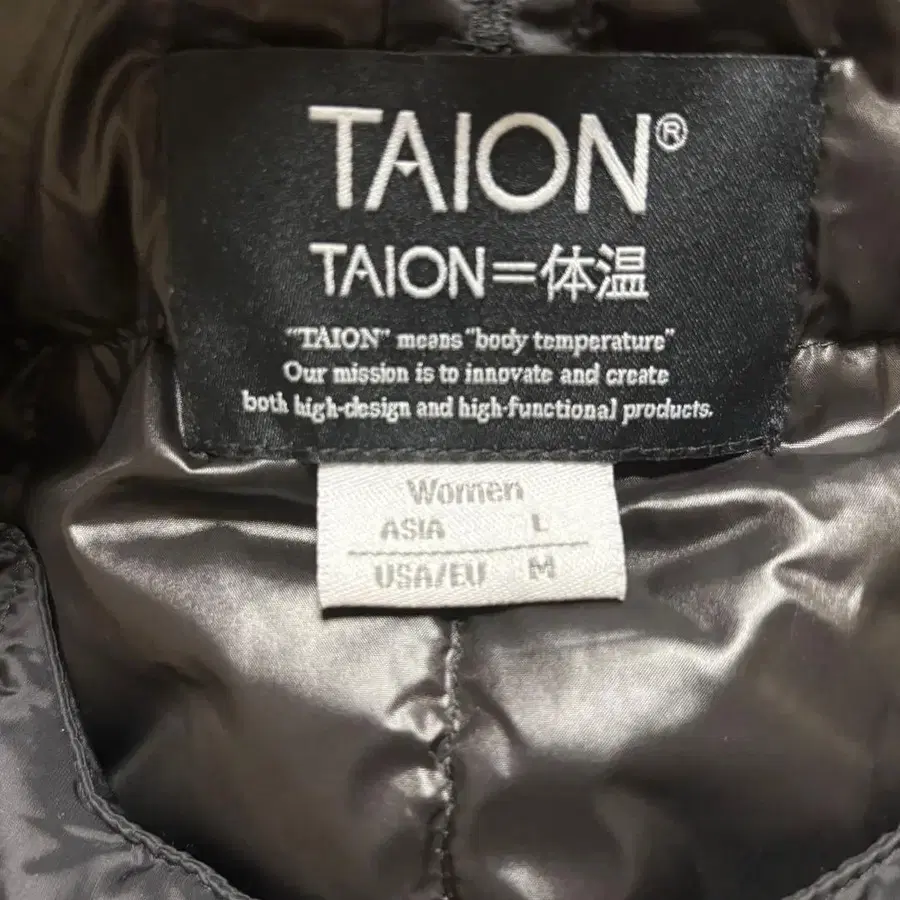 TAION®
TAION=体温
"TAION" means "body temperature"
Our mission is to innovate and create
both high-design and high-functional products.
Women
ASIA L
USA/EU M